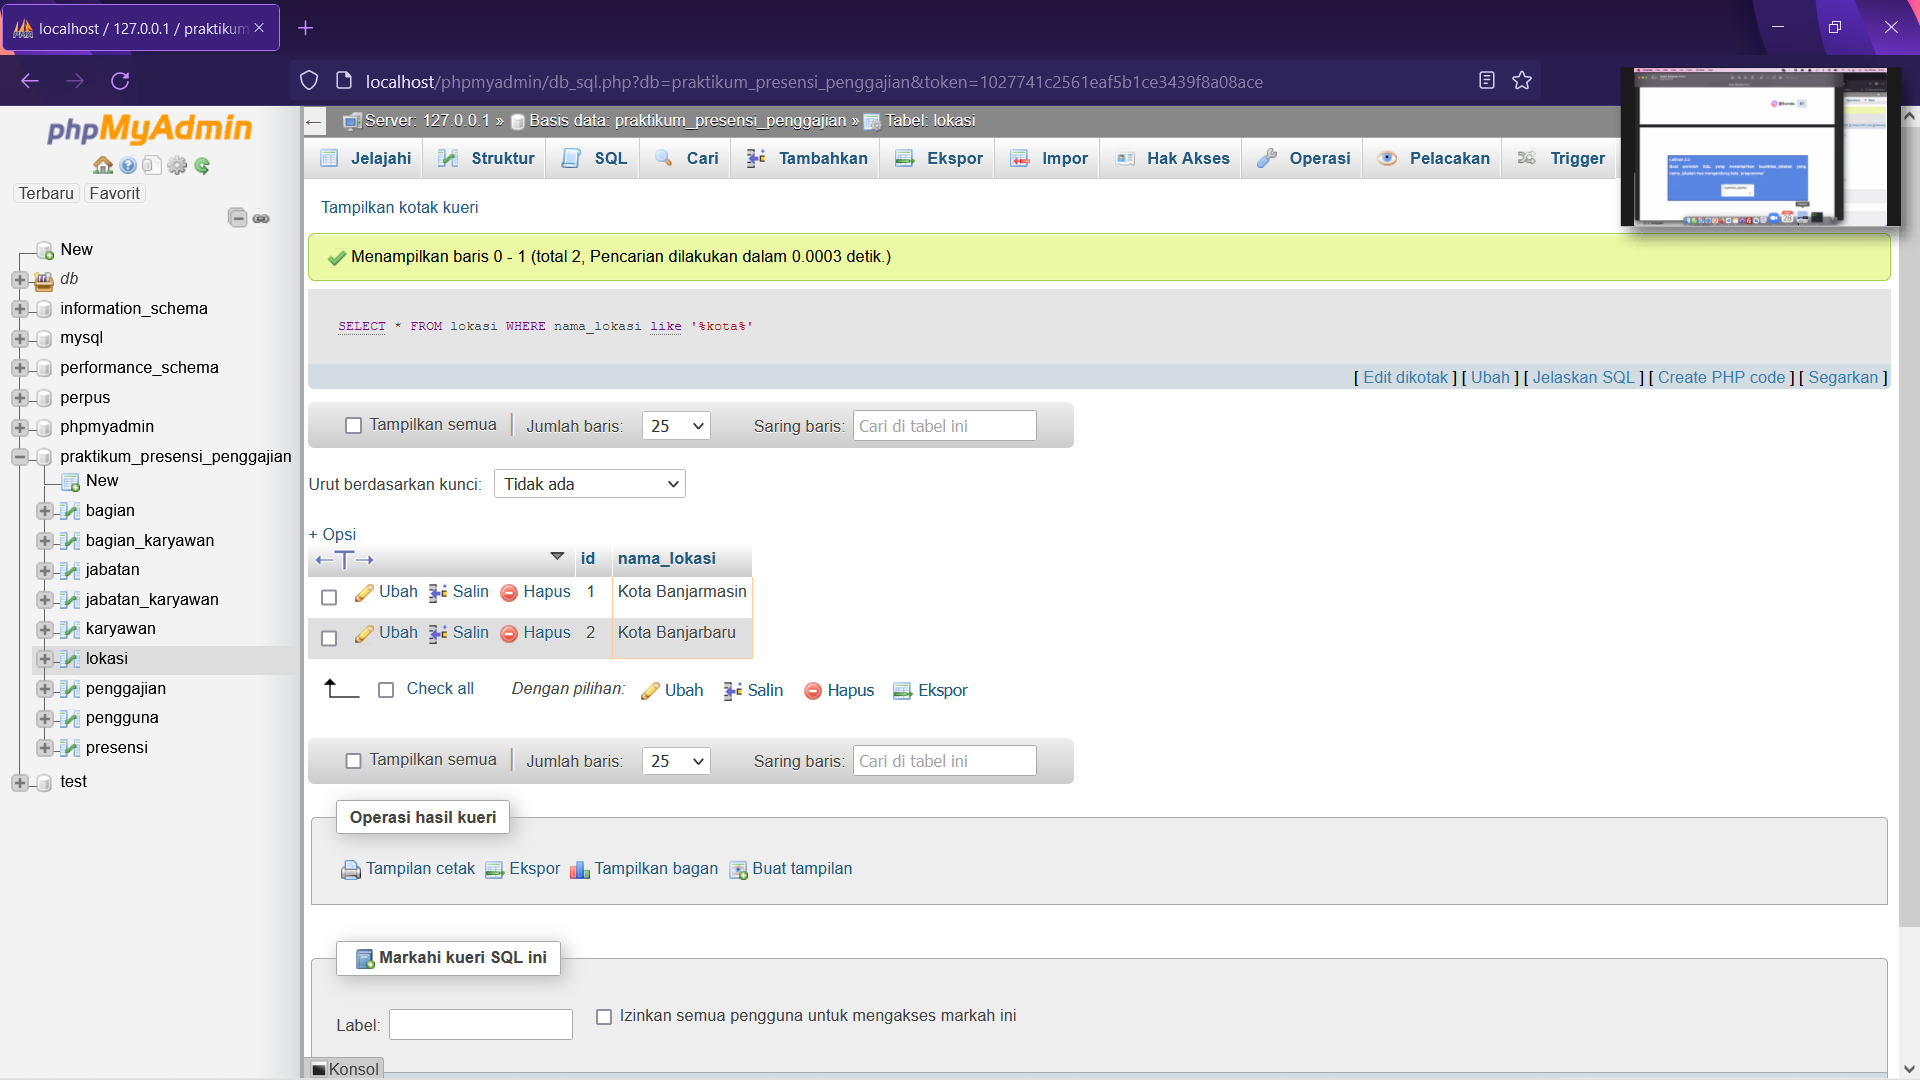 localhost / 127.0.0.1 / praktikum
localhost/phpmyadmin/db_sql.php?db=praktikum_presensi_penggajian&token=1027741c2561eaf5b1ce3439f8a08ace
phpMyAdmin
Terbaru Favorit
New
db
information_schema
mysql
performance_schema
perpus
phpmyadmin
praktikum_presensi_penggajian
New
bagian
bagian_karyawan
jabatan
jabatan_karyawan
karyawan
lokasi
penggajian
pengguna
presensi
test
Server: 127.0.0.1 » Basis data: praktikum_presensi_penggajian » Tabel: lokasi
Jelajahi Struktur SQL Cari Tambahkan Ekspor Impor Hak Akses Operasi Pelacakan Trigger
Tampilkan kotak kueri
Menampilkan baris 0 - 1 (total 2, Pencarian dilakukan dalam 0.0003 detik.)
SELECT * FROM lokasi WHERE nama_lokasi like '%kota%'
[ Edit dikotak ] [ Ubah ] [ Jelaskan SQL ] [ Create PHP code ] [ Segarkan ]
Tampilkan semua Jumlah baris: 25 Saring baris: Cari di tabel ini
Urut berdasarkan kunci: Tidak ada
+ Opsi
←T→ id nama_lokasi
Ubah Salin Hapus 1 Kota Banjarmasin
Ubah Salin Hapus 2 Kota Banjarbaru
Check all Dengan pilihan: Ubah Salin Hapus Ekspor
Tampilkan semua Jumlah baris: 25 Saring baris: Cari di tabel ini
Operasi hasil kueri
Tampilan cetak Ekspor Tampilkan bagan Buat tampilan
Markahi kueri SQL ini
Label: Izinkan semua pengguna untuk mengakses markah ini
Konsol